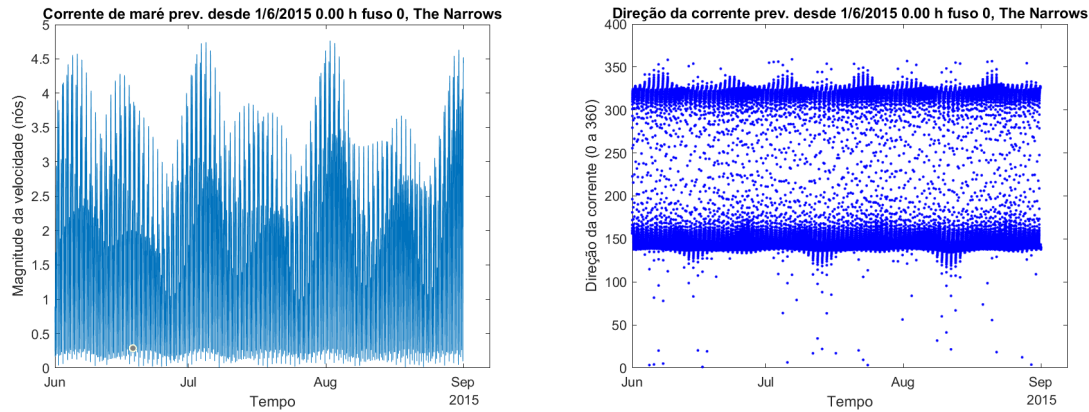 Corrente de maré prev. desde 1/6/2015 0.00 h fuso 0, The Narrows
5
4.5
4
3.5
3
2.5
2
1.5
1
0.5
0
Magnitude da velocidade (nós)
Jun
Jul
Aug
Sep
2015
Tempo
Direção da corrente prev. desde 1/6/2015 0.00 h fuso 0, The Narrows
400
350
300
250
200
150
100
50
0
Direção da corrente (0 a 360)
Jun
Jul
Aug
Sep
2015
Tempo